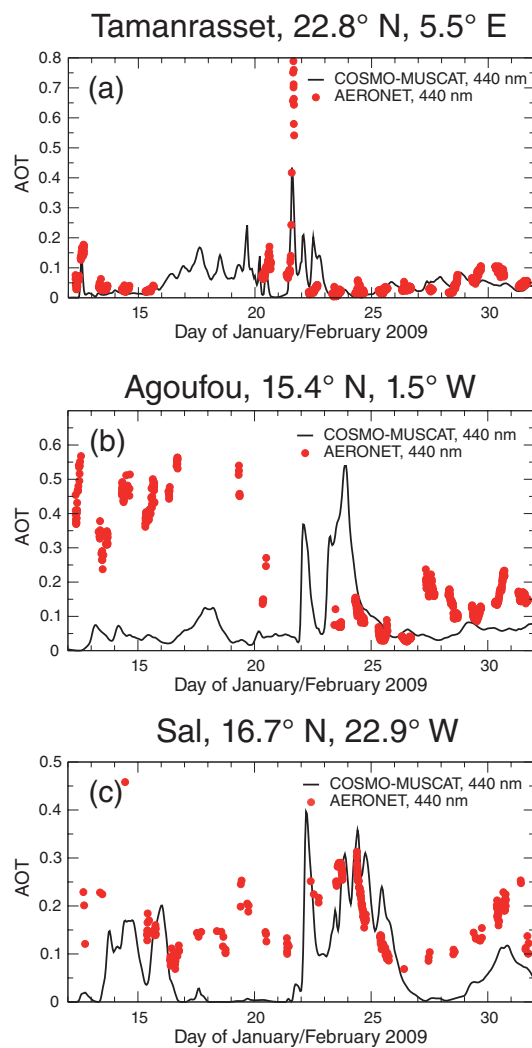 Tamanrasset, 22.8° N, 5.5° E
0.8
(a)
COSMO-MUSCAT, 440 nm
AERONET, 440 nm
0.7
0.6
0.5
AOT
0.4
0.3
0.2
0.1
0
15
20
25
30
Day of January/February 2009
Agoufou, 15.4° N, 1.5° W
(b)
COSMO-MUSCAT, 440 nm
AERONET, 440 nm
0.6
0.5
0.4
AOT
0.3
0.2
0.1
0
15
20
25
30
Day of January/February 2009
Sal, 16.7° N, 22.9° W
0.5
(c)
COSMO-MUSCAT, 440 nm
AERONET, 440 nm
0.4
0.3
AOT
0.2
0.1
0
15
20
25
30
Day of January/February 2009